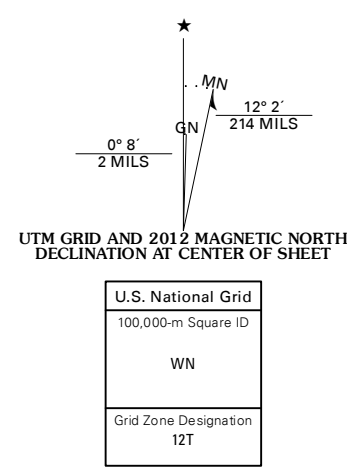 ★
MN
12° 2´
GN
214 MILS
0° 8´
2 MILS
UTM GRID AND 2012 MAGNETIC NORTH
DECLINATION AT CENTER OF SHEET
U.S. National Grid
100,000-m Square ID
WN
Grid Zone Designation
12T